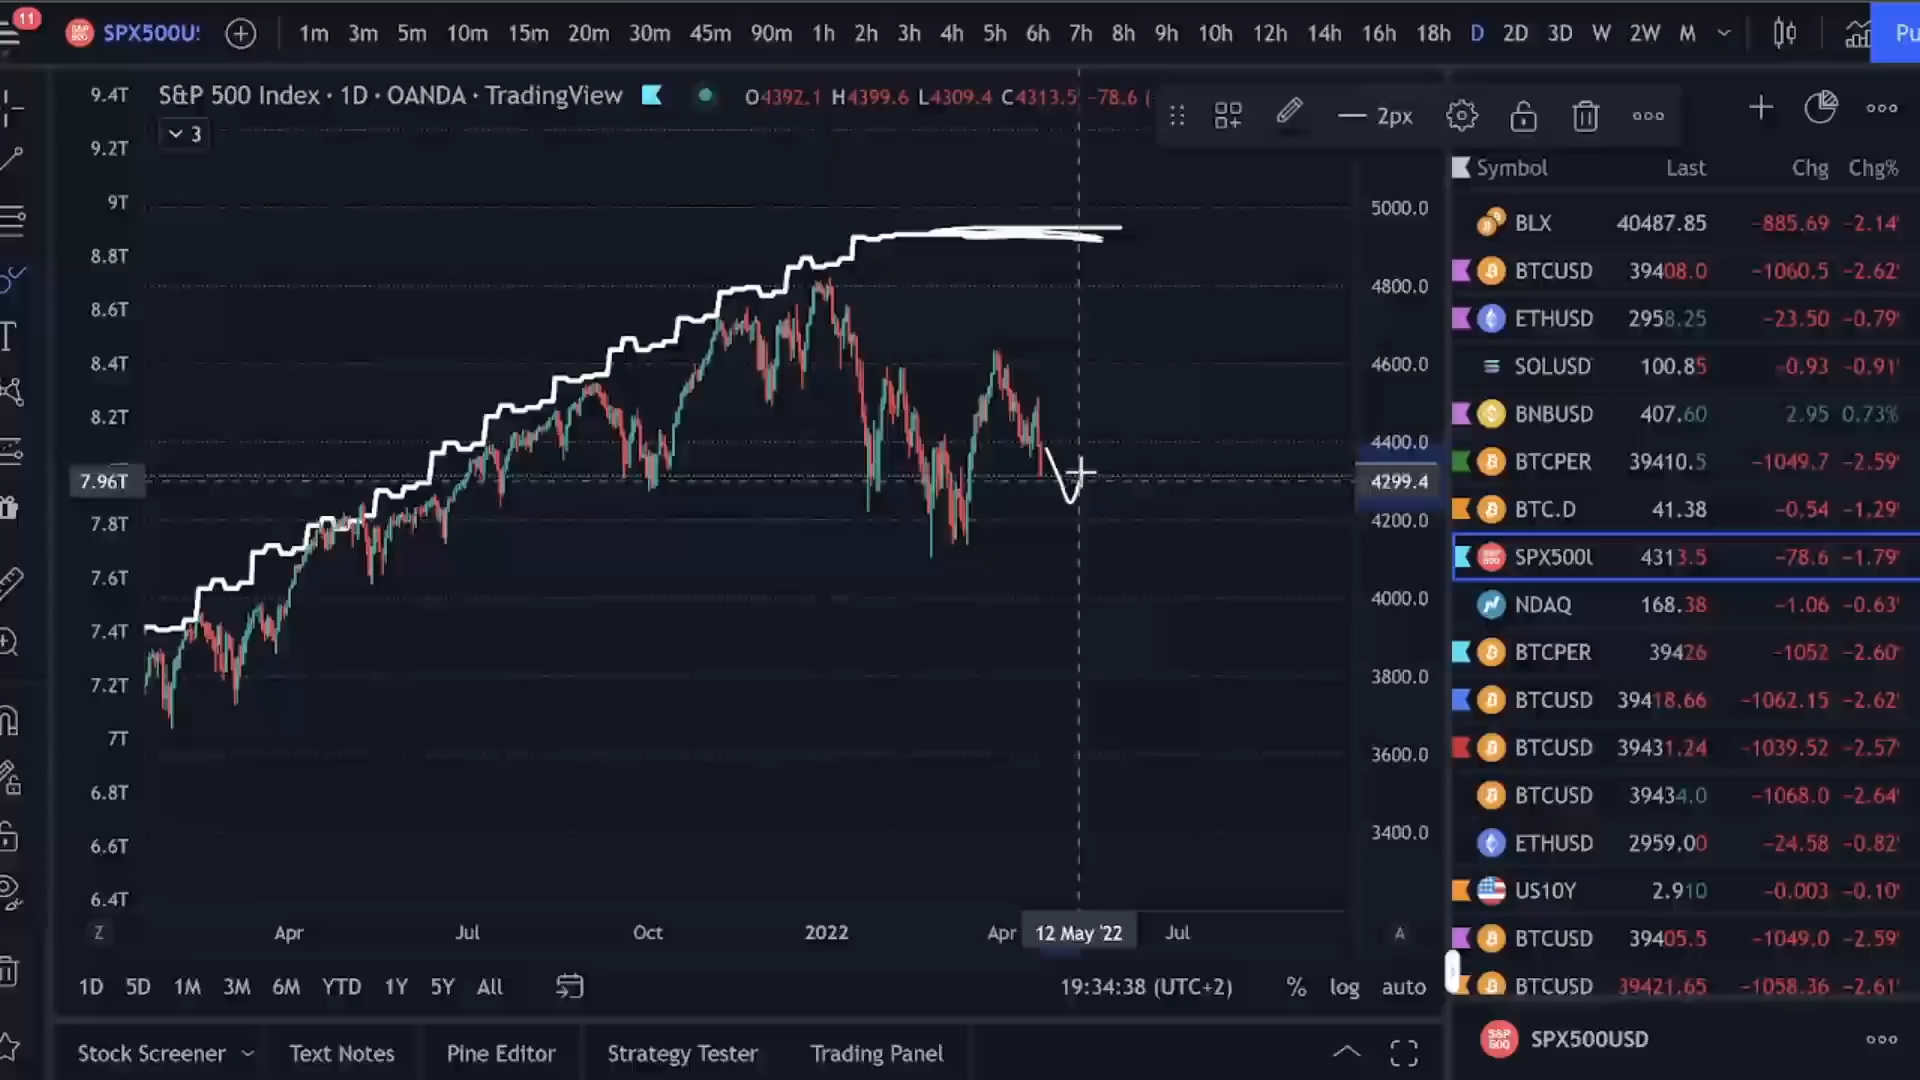 11
SPX500U: 1m 3m 5m 10m 15m 20m 30m 45m 90m 1h 2h 3h 4h 5h 6h 7h 8h 9h 10h 12h 14h 16h 18h D 2D 3D W 2W M Pu
S&P 500 Index · 1D · OANDA · TradingView O4392.1 H4399.6 L4309.4 C4313.5 -78.6 (
3
2px
Symbol Last Chg Chg%
BLX 40487.85 -885.69 -2.14
BTCUSD 39408.0 -1060.5 -2.62
ETHUSD 2958.25 -23.50 -0.79
SOLUSD 100.85 -0.93 -0.91
BNBUSD 407.60 2.95 0.73%
BTCPER 39410.5 -1049.7 -2.59
BTC.D 41.38 -0.54 -1.29
SPX500U 4313.5 -78.6 -1.79
NDAQ 168.38 -1.06 -0.63
BTCPER 39426 -1052 -2.60
BTCUSD 39418.66 -1062.15 -2.62
BTCUSD 39431.24 -1039.52 -2.57
BTCUSD 39434.0 -1068.0 -2.64
ETHUSD 2959.00 -24.58 -0.82
US10Y 2.910 -0.003 -0.10
BTCUSD 39405.5 -1049.0 -2.59
BTCUSD 39421.65 -1058.36 -2.61
S&P 500 SPX500USD
9.4T
9.2T
9T
8.8T
8.6T
8.4T
8.2T
7.96T
7.8T
7.6T
7.4T
7.2T
7T
6.8T
6.6T
6.4T
5000.0
4800.0
4600.0
4400.0
4299.4
4200.0
4000.0
3800.0
3600.0
3400.0
Z Apr Jul Oct 2022 Apr 12 May '22 Jul A
1D 5D 1M 3M 6M YTD 1Y 5Y All 19:34:38 (UTC+2) % log auto
Stock Screener Text Notes Pine Editor Strategy Tester Trading Panel